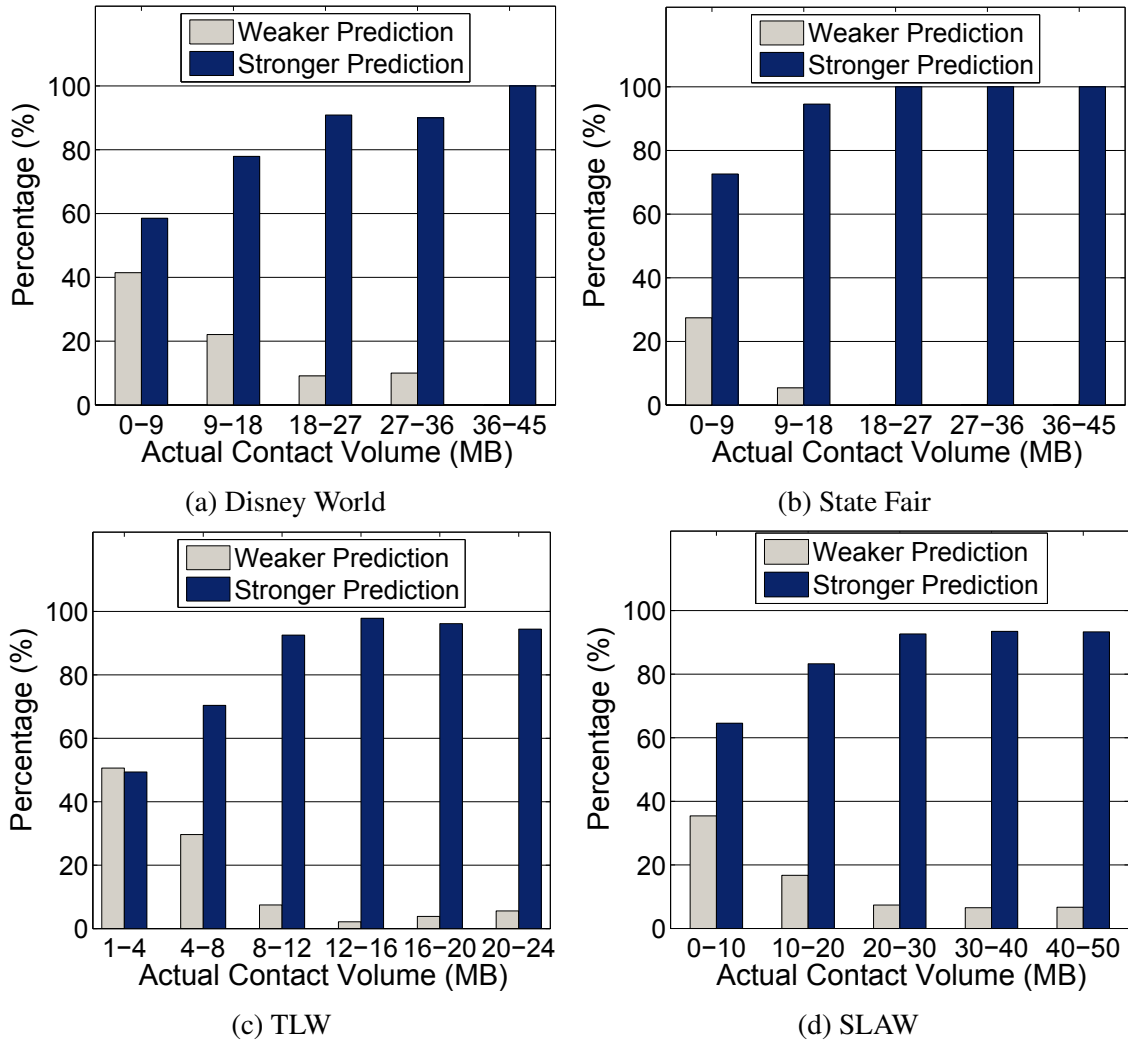 Weaker Prediction
Stronger Prediction
Percentage (%)
100
80
60
40
20
0
0−9 9−18 18−27 27−36 36−45
Actual Contact Volume (MB)
(a) Disney World
Weaker Prediction
Stronger Prediction
Percentage (%)
100
80
60
40
20
0
0−9 9−18 18−27 27−36 36−45
Actual Contact Volume (MB)
(b) State Fair
Weaker Prediction
Stronger Prediction
Percentage (%)
100
80
60
40
20
0
1−4 4−8 8−12 12−16 16−20 20−24
Actual Contact Volume (MB)
(c) TLW
Weaker Prediction
Stronger Prediction
Percentage (%)
100
80
60
40
20
0
0−10 10−20 20−30 30−40 40−50
Actual Contact Volume (MB)
(d) SLAW